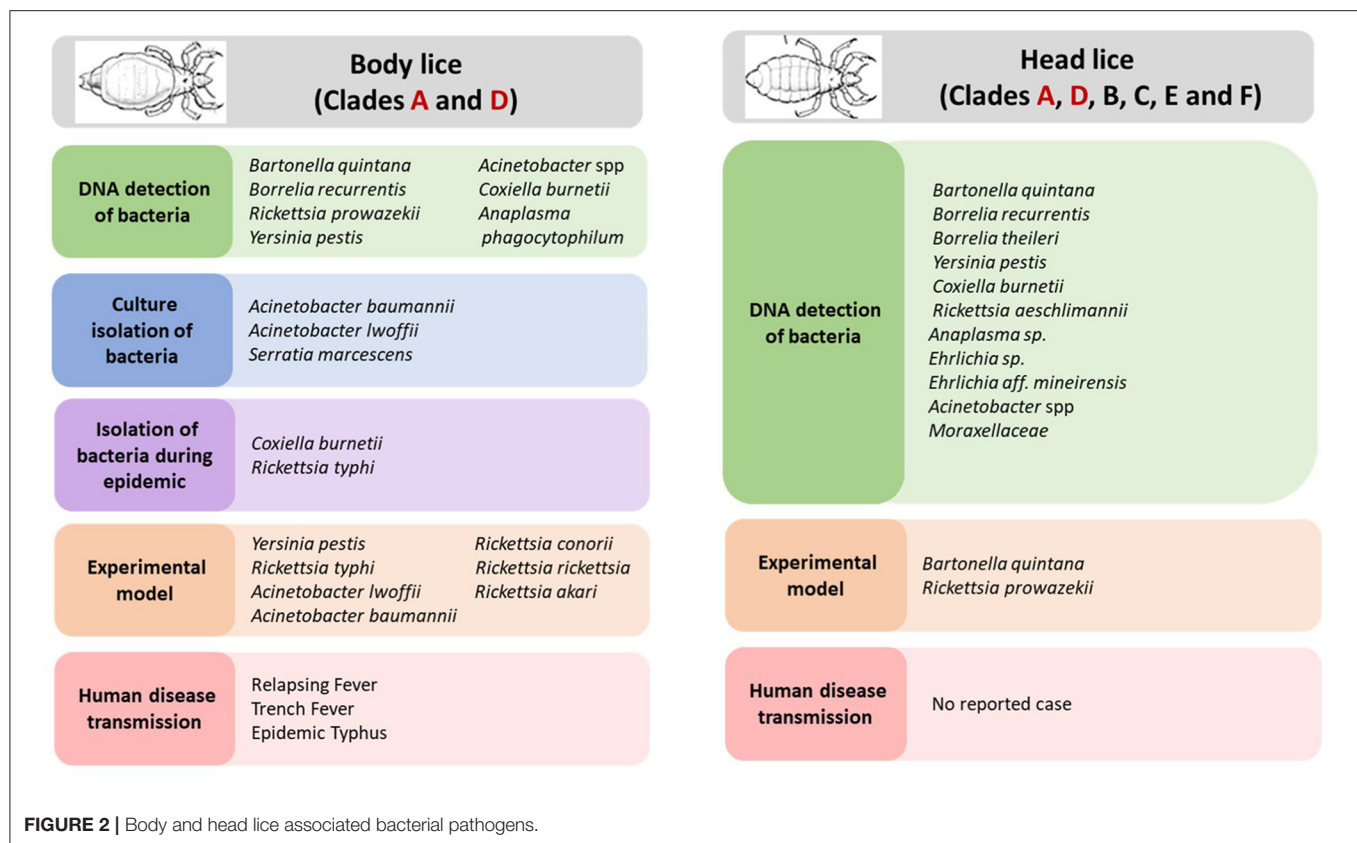 Body lice
(Clades A and D)
DNA detection
of bacteria
Bartonella quintana
Borrelia recurrentis
Rickettsia prowazekii
Yersinia pestis
Acinetobacter spp
Coxiella burnetii
Anaplasma
phagocytophilum
Culture
isolation of
bacteria
Acinetobacter baumannii
Acinetobacter lwoffii
Serratia marcescens
Isolation of
bacteria during
epidemic
Coxiella burnetii
Rickettsia typhi
Experimental
model
Yersinia pestis
Rickettsia typhi
Acinetobacter lwoffii
Acinetobacter baumannii
Rickettsia conorii
Rickettsia rickettsia
Rickettsia akari
Human disease
transmission
Relapsing Fever
Trench Fever
Epidemic Typhus
Head lice
(Clades A, D, B, C, E and F)
DNA detection
of bacteria
Bartonella quintana
Borrelia recurrentis
Borrelia theileri
Yersinia pestis
Coxiella burnetii
Rickettsia aeschlimannii
Anaplasma sp.
Ehrlichia sp.
Ehrlichia aff. mineirensis
Acinetobacter spp
Moraxellaceae
Experimental
model
Bartonella quintana
Rickettsia prowazekii
Human disease
transmission
No reported case
FIGURE 2 | Body and head lice associated bacterial pathogens.